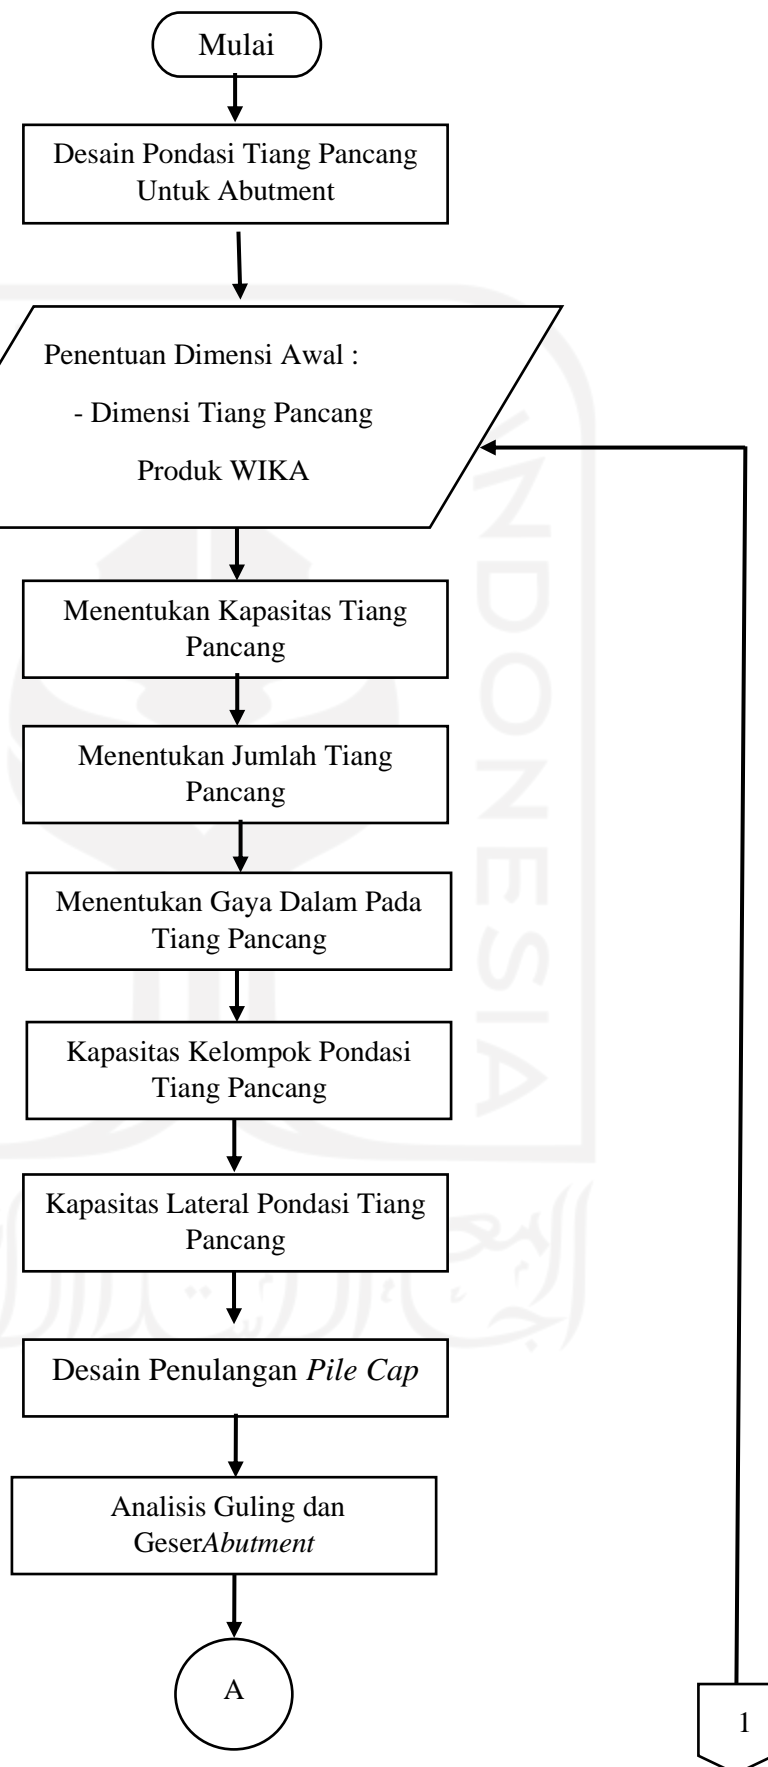 Mulai
Desain Pondasi Tiang Pancang
Untuk Abutment
Penentuan Dimensi Awal :
- Dimensi Tiang Pancang
Produk WIKA
Menentukan Kapasitas Tiang
Pancang
Menentukan Jumlah Tiang
Pancang
Menentukan Gaya Dalam Pada
Tiang Pancang
Kapasitas Kelompok Pondasi
Tiang Pancang
Kapasitas Lateral Pondasi Tiang
Pancang
Desain Penulangan Pile Cap
Analisis Guling dan
GeserAbutment
A
1
INDONESIA